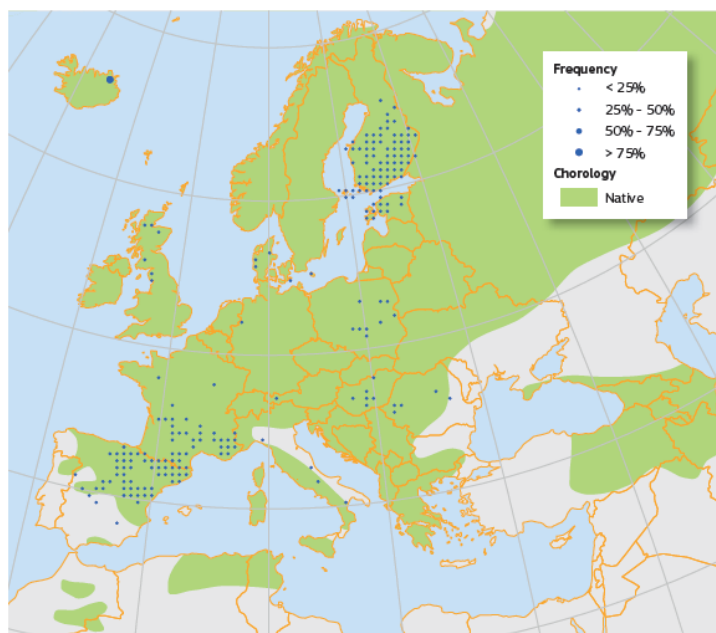 Frequency
< 25%
25% - 50%
50% - 75%
> 75%
Chorology
Native